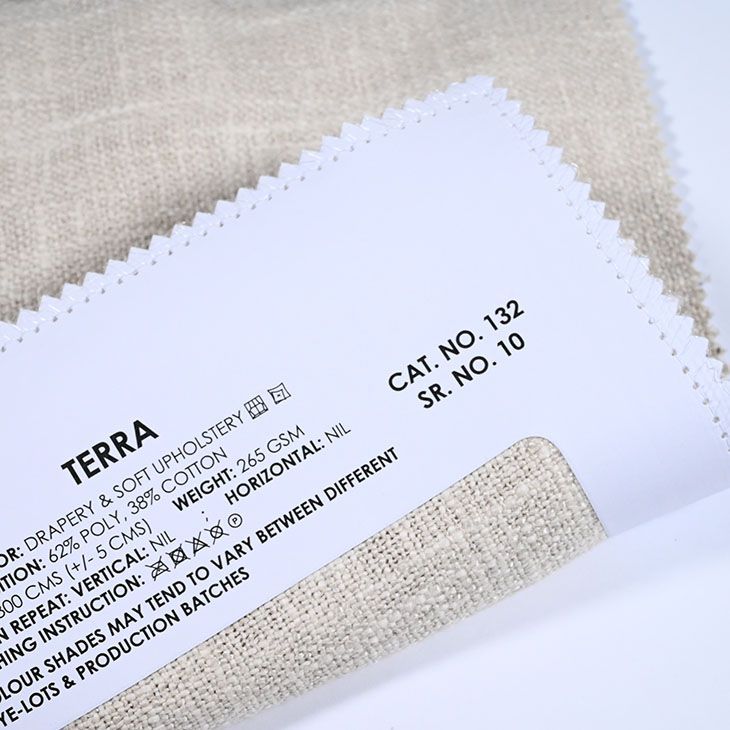 CAT. NO. 132
SR. NO. 10
TERRA
OR: DRAPERY & SOFT UPHOLSTERY
ITION: 62% POLY, 38% COTTON
300 CMS (+/- 5 CMS) WEIGHT: 265 GSM
N REPEAT: VERTICAL: NIL ; HORIZONTAL: NIL
HING INSTRUCTION:
OLOUR SHADES MAY TEND TO VARY BETWEEN DIFFERENT
YE-LOTS & PRODUCTION BATCHES